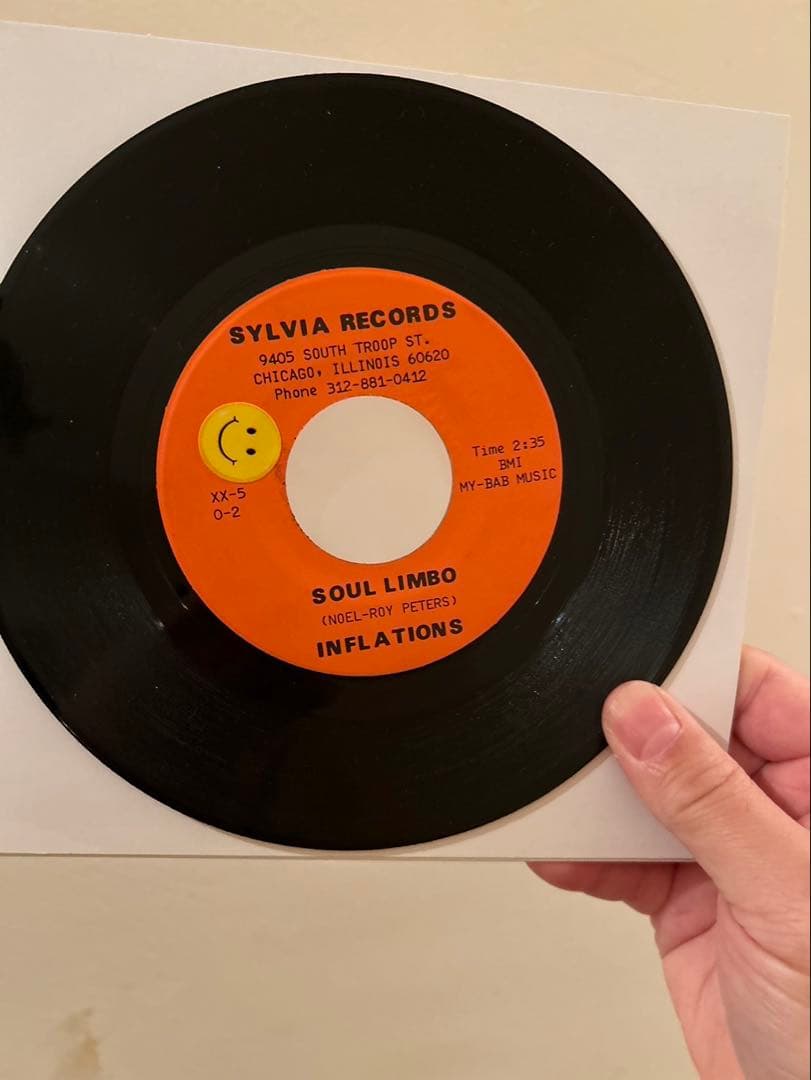 SYLVIA RECORDS
9405 SOUTH TROOP ST.
CHICAGO, ILLINOIS 60620
Phone 312-881-0412
XX-5
O-2
Time 2:35
BMI
MY-BAB MUSIC
SOUL LIMBO
(NOEL-ROY PETERS)
INFLATIONS